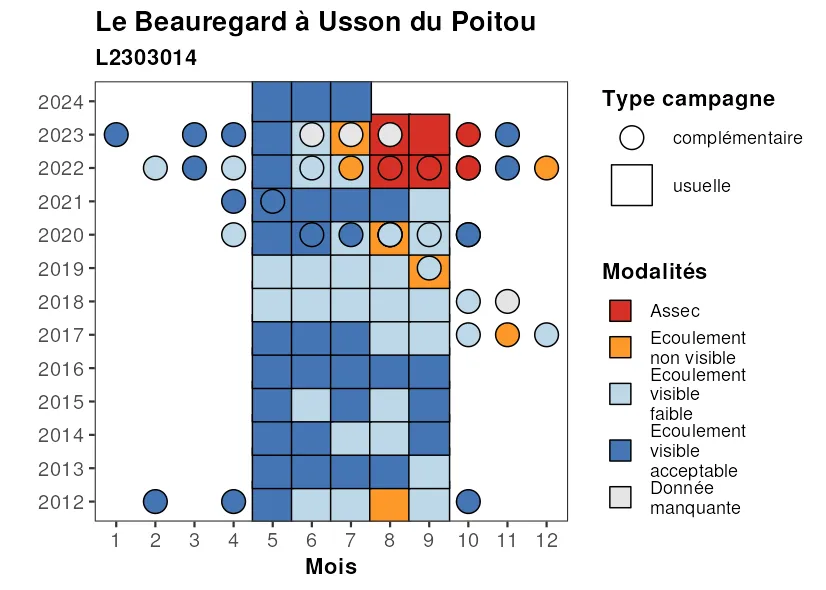 Le Beauregard à Usson du Poitou
L2303014
2024
2023
2022
2021
2020
2019
2018
2017
2016
2015
2014
2013
2012
1 2 3 4 5 6 7 8 9 10 11 12
Mois
Type campagne
complémentaire
usuelle
Modalités
Assec
Ecoulement
non visible
Ecoulement
visible
faible
Ecoulement
visible
acceptable
Donnée
manquante